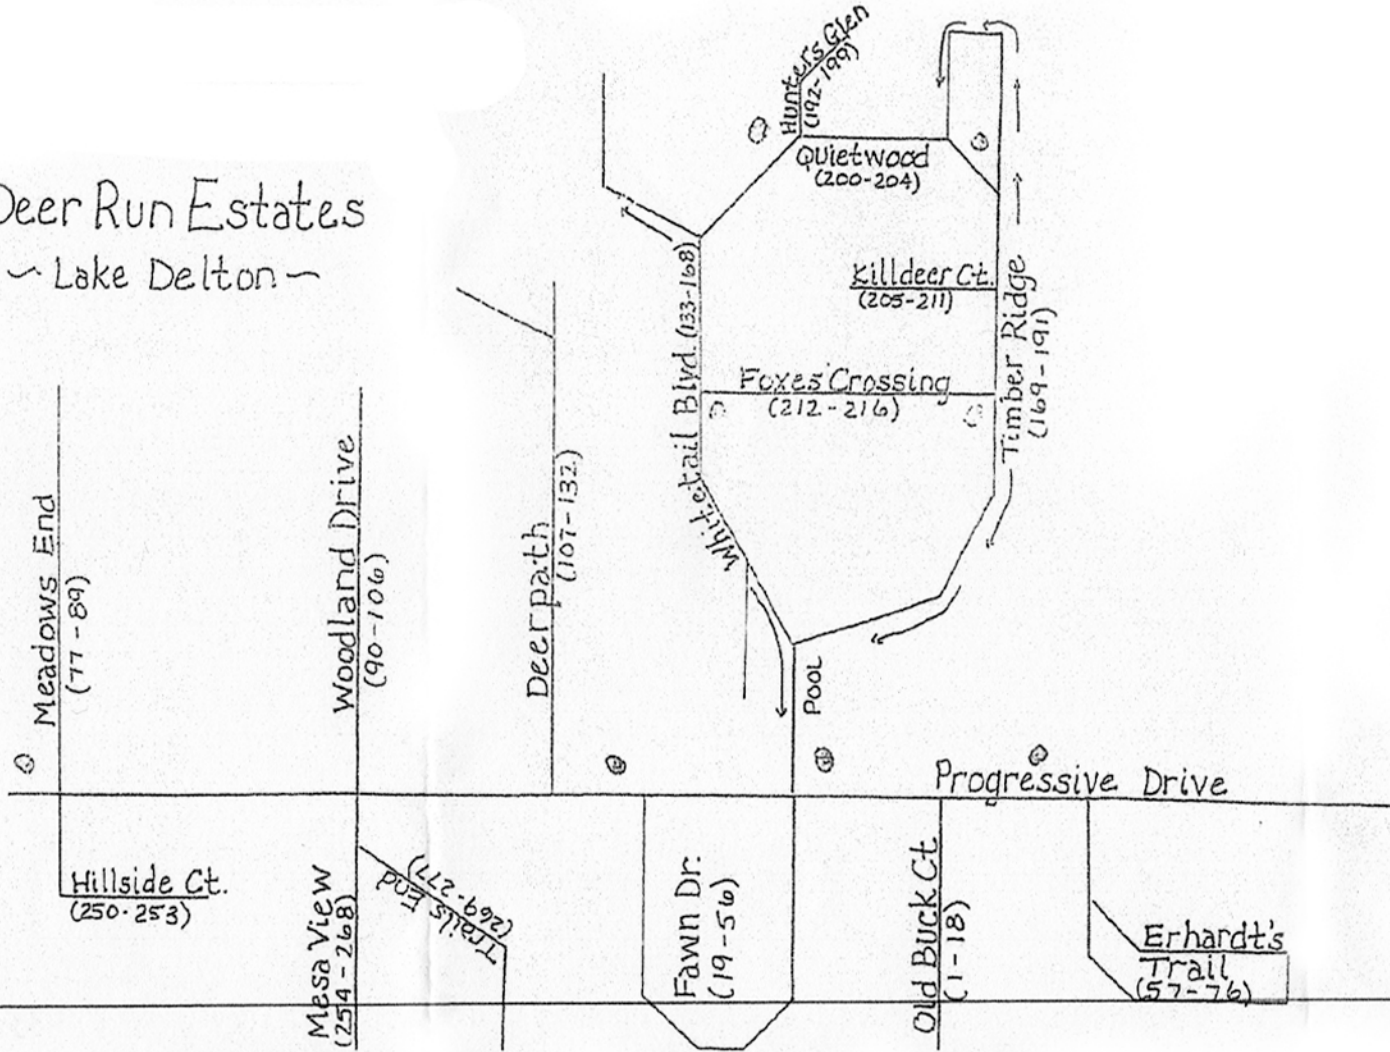 Deer Run Estates
~ Lake Delton ~
Hunters Glen
(192-199)
Quietwood
(200-204)
Killdeer Ct.
(205-211)
Timber Ridge
(169-191)
Foxes' Crossing
(212-216)
Whitetail Blvd. (133-168)
Meadows End
(77-89)
Woodland Drive
(90-106)
Deerpath
(107-132)
POOL
Progressive Drive
Hillside Ct.
(250-253)
Mesa View
(254-268)
Trails End
(269-277)
Fawn Dr.
(19-56)
Old Buck Ct
(1-18)
Erhardt's
Trail
(57-76)